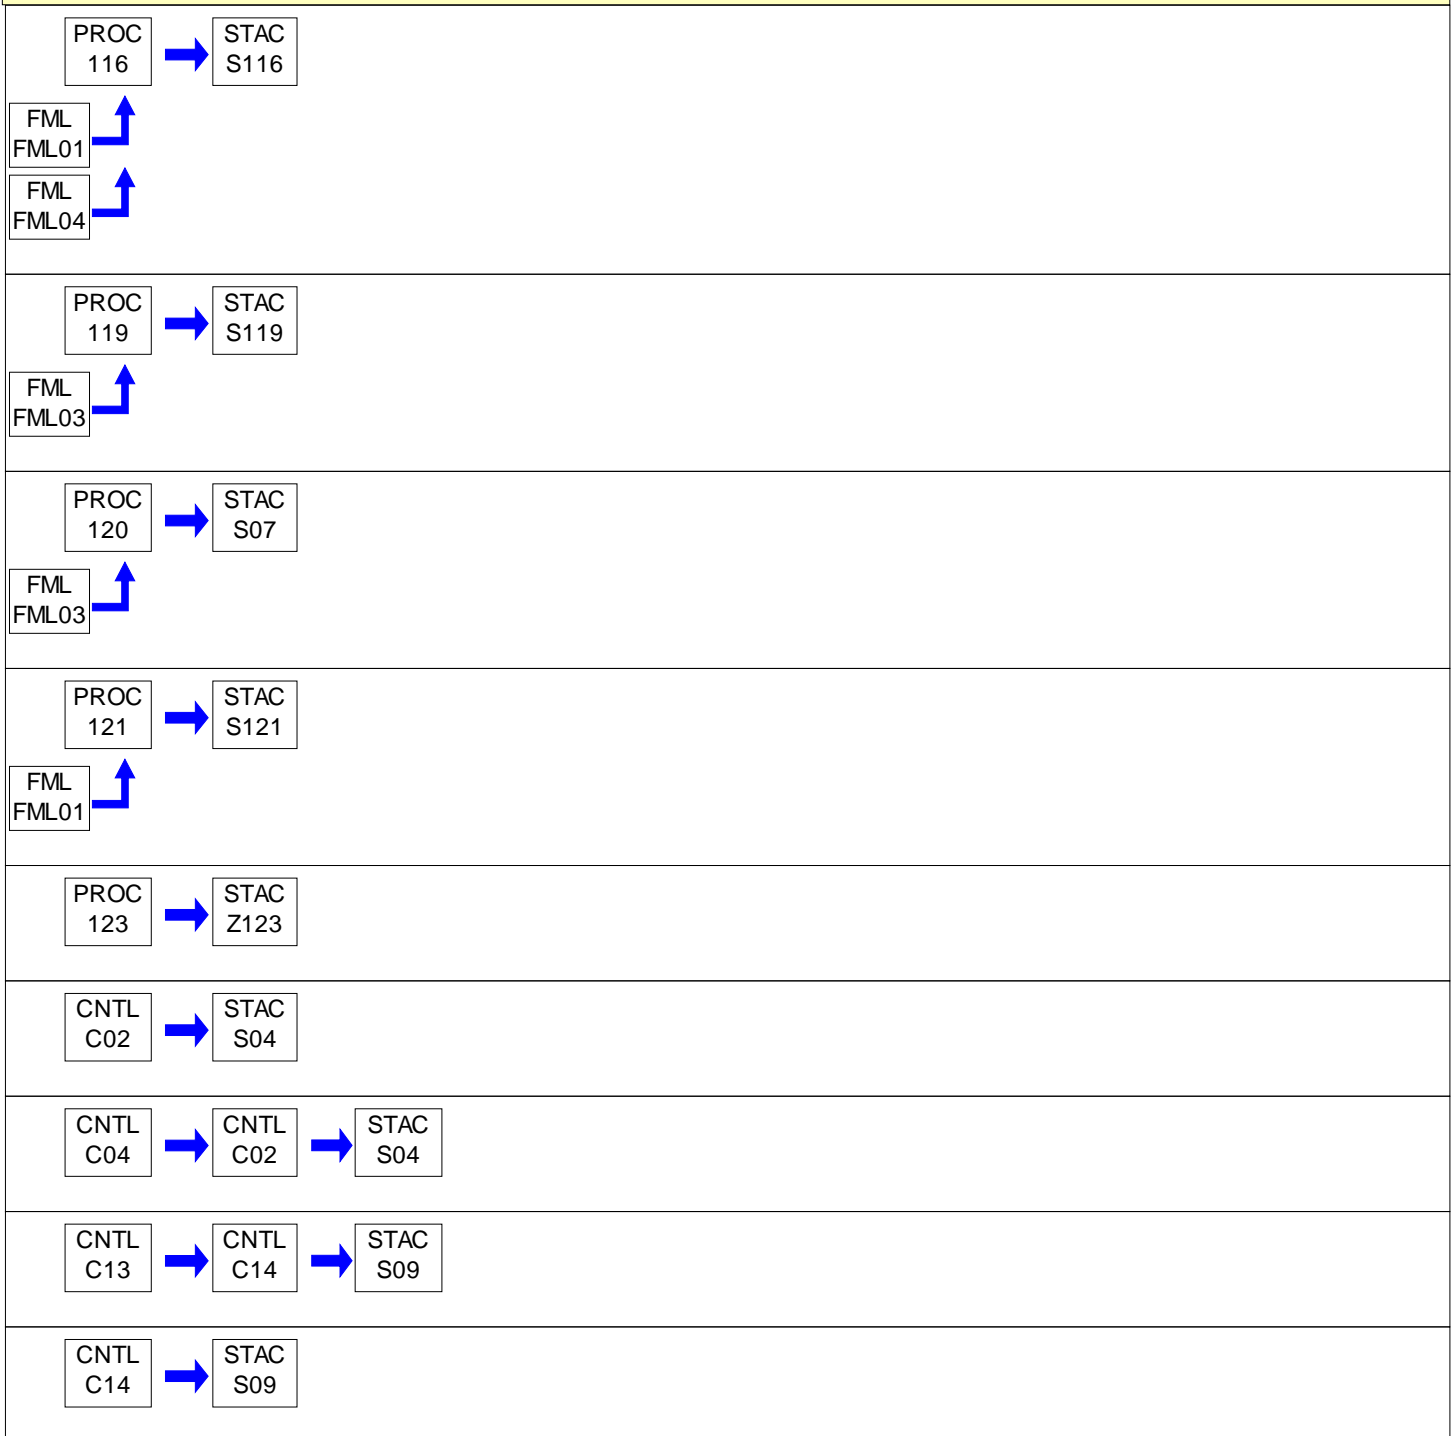 PROC
116
STAC
S116
FML
FML01
FML
FML04
PROC
119
STAC
S119
FML
FML03
PROC
120
STAC
S07
FML
FML03
PROC
121
STAC
S121
FML
FML01
PROC
123
STAC
Z123
CNTL
C02
STAC
S04
CNTL
C04
CNTL
C02
STAC
S04
CNTL
C13
CNTL
C14
STAC
S09
CNTL
C14
STAC
S09